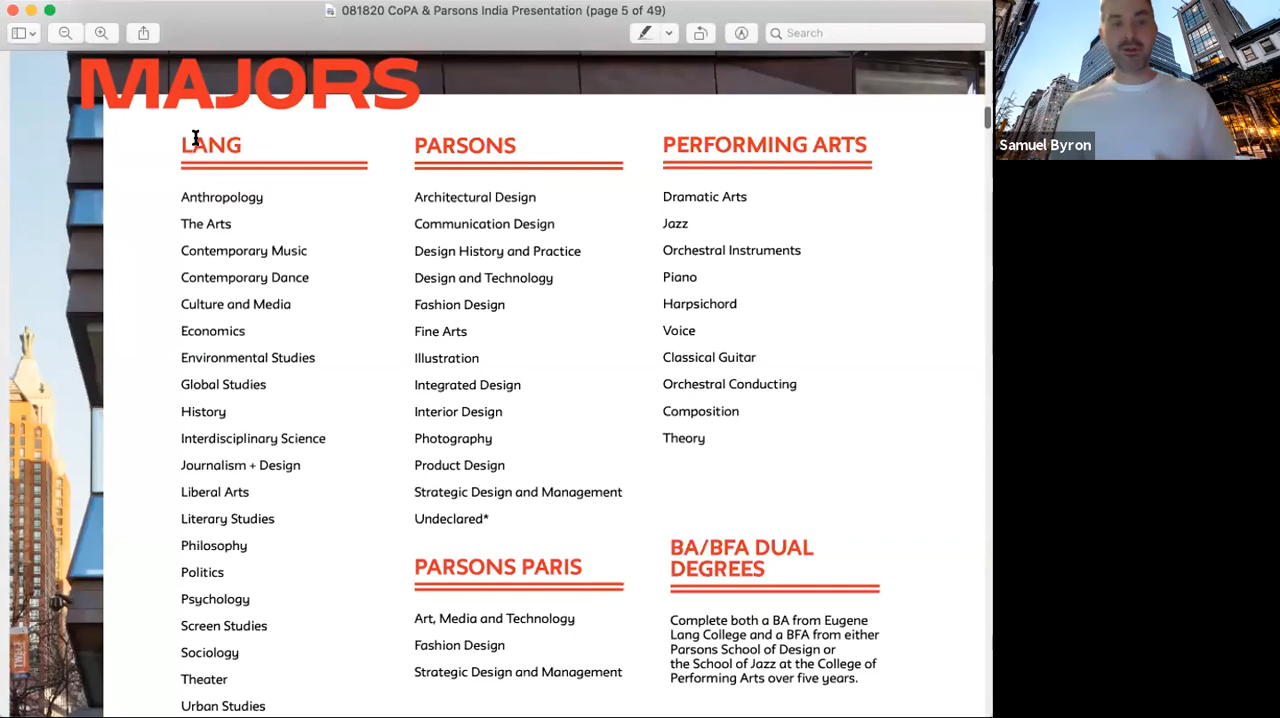 081820 CoPA & Parsons India Presentation (page 5 of 49)
Search
MAJORS
LANG
Anthropology
The Arts
Contemporary Music
Contemporary Dance
Culture and Media
Economics
Environmental Studies
Global Studies
History
Interdisciplinary Science
Journalism + Design
Liberal Arts
Literary Studies
Philosophy
Politics
Psychology
Screen Studies
Sociology
Theater
Urban Studies
PARSONS
Architectural Design
Communication Design
Design History and Practice
Design and Technology
Fashion Design
Fine Arts
Illustration
Integrated Design
Interior Design
Photography
Product Design
Strategic Design and Management
Undeclared*
PARSONS PARIS
Art, Media and Technology
Fashion Design
Strategic Design and Management
PERFORMING ARTS
Dramatic Arts
Jazz
Orchestral Instruments
Piano
Harpsichord
Voice
Classical Guitar
Orchestral Conducting
Composition
Theory
BA/BFA DUAL
DEGREES
Complete both a BA from Eugene
Lang College and a BFA from either
Parsons School of Design or
the School of Jazz at the College of
Performing Arts over five years.
Samuel Byron